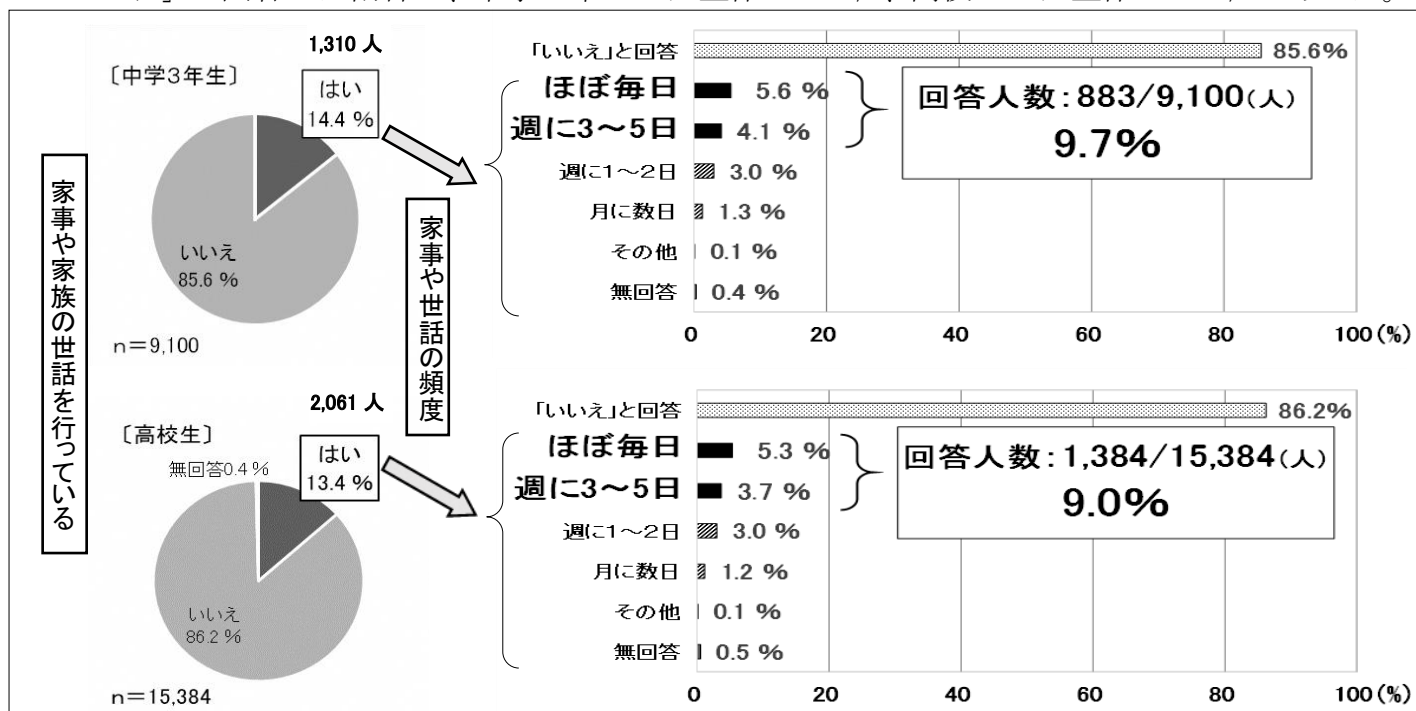 家事や家族の世話を行っている
〔中学3年生〕
1,310 人
はい
14.4 %
いいえ
85.6 %
n=9,100
家事や世話の頻度
「いいえ」と回答
85.6%
ほぼ毎日
5.6 %
週に3～5日
4.1 %
週に1～2日
3.0 %
月に数日
1.3 %
その他
0.1 %
無回答
0.4 %
回答人数:883/9,100(人)
9.7%
0 20 40 60 80 100 (%)
〔高校生〕
2,061 人
無回答0.4 %
はい
13.4 %
いいえ
86.2 %
n=15,384
「いいえ」と回答
86.2%
ほぼ毎日
5.3 %
週に3～5日
3.7 %
週に1～2日
3.0 %
月に数日
1.2 %
その他
0.1 %
無回答
0.5 %
回答人数:1,384/15,384(人)
9.0%
0 20 40 60 80 100 (%)